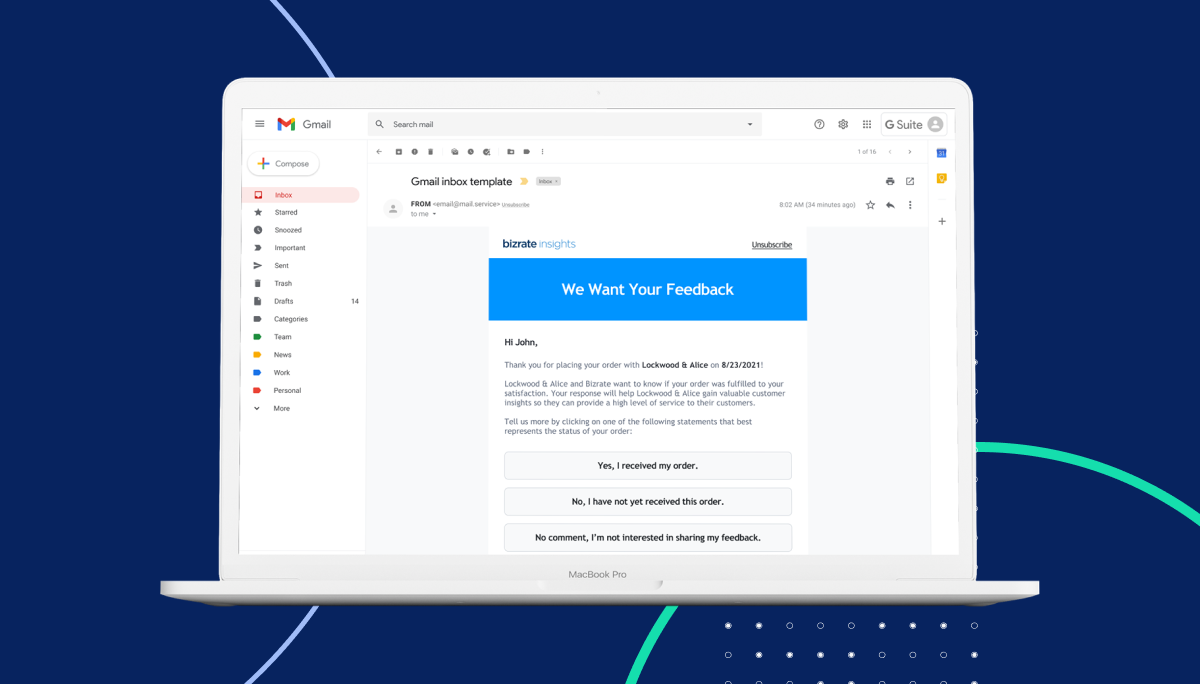 Gmail
Search mail
G Suite
Compose
1 of 16
31
Inbox
Starred
Snoozed
Important
Sent
Trash
Drafts 14
Categories
Team
News
Work
Personal
More
Gmail inbox template
Inbox ×
FROM <email@mail.service> Unsubscribe
8:02 AM (34 minutes ago)
to me
bizrate insights
Unsubscribe
We Want Your Feedback
Hi John,
Thank you for placing your order with Lockwood & Alice on 8/23/2021!
Lockwood & Alice and Bizrate want to know if your order was fulfilled to your
satisfaction. Your response will help Lockwood & Alice gain valuable customer
insights so they can provide a high level of service to their customers.
Tell us more by clicking on one of the following statements that best
represents the status of your order:
Yes, I received my order.
No, I have not yet received this order.
No comment, I'm not interested in sharing my feedback.
MacBook Pro